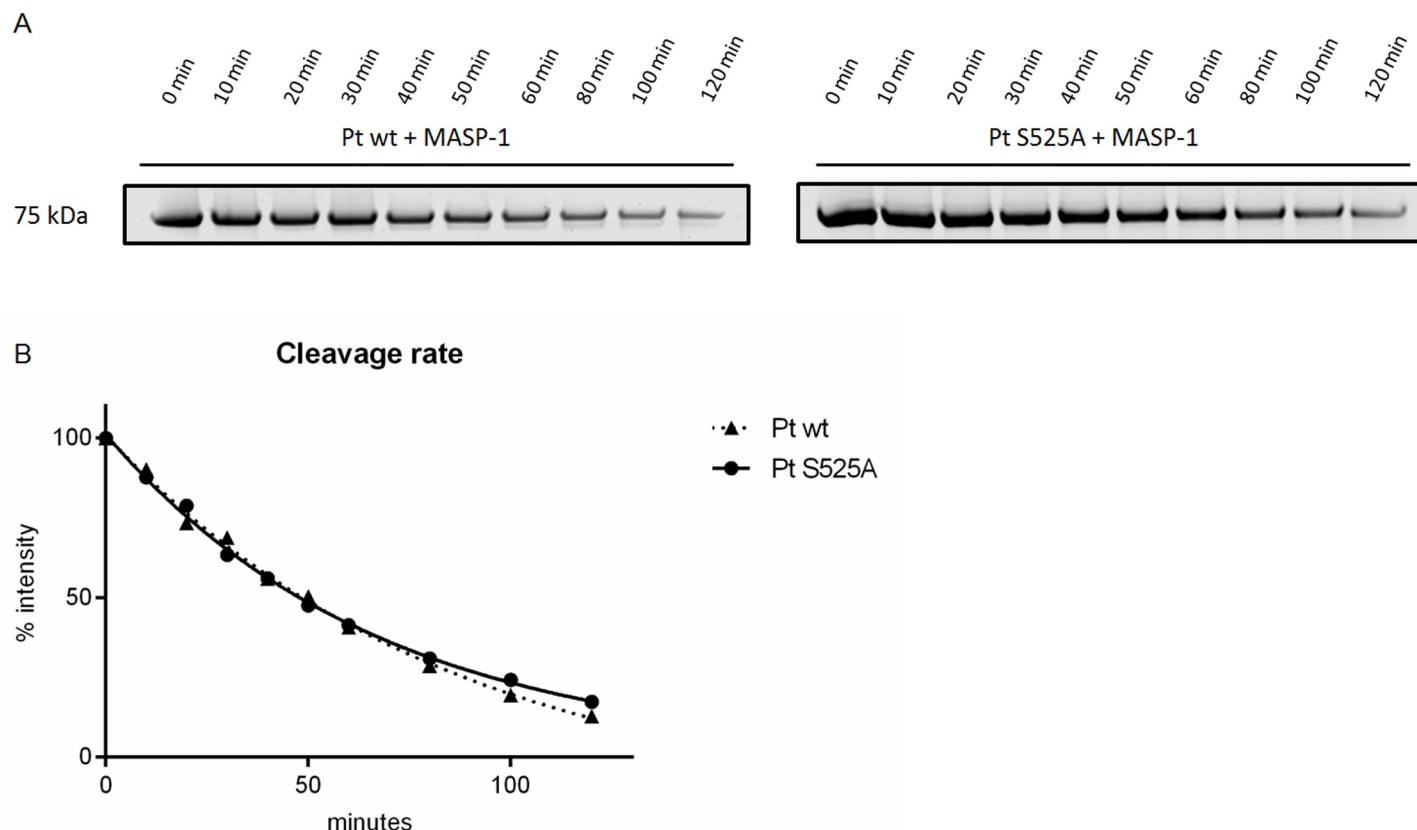 A
0 min 10 min 20 min 30 min 40 min 50 min 60 min 80 min 100 min 120 min
0 min 10 min 20 min 30 min 40 min 50 min 60 min 80 min 100 min 120 min
Pt wt + MASP-1
Pt S525A + MASP-1
75 kDa
B
Cleavage rate
Pt wt
Pt S525A
% intensity
100
50
0
0 50 100
minutes